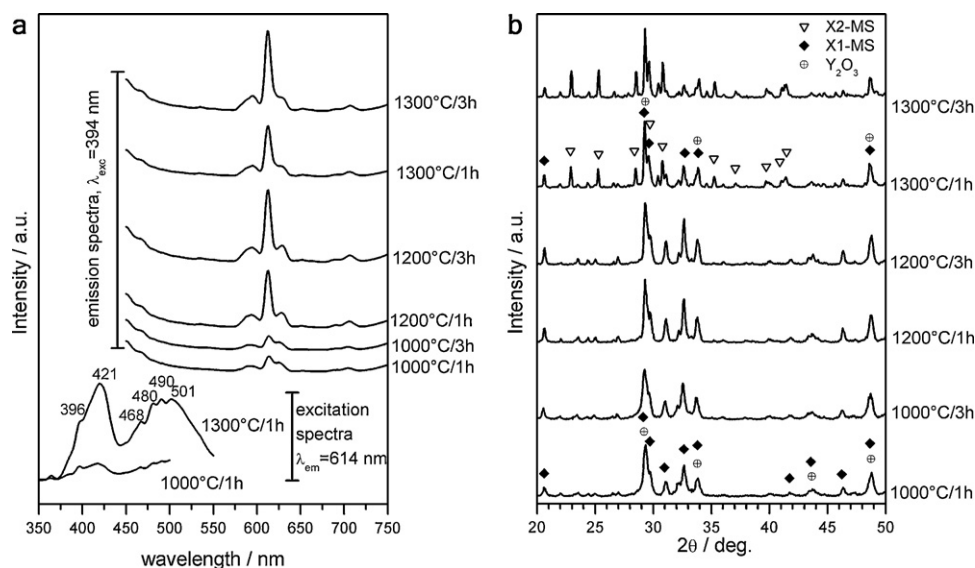 a
Intensity / a.u.
emission spectra, λexc=394 nm
1300°C/3h
1300°C/1h
1200°C/3h
1200°C/1h
1000°C/3h
1000°C/1h
396
421
468
480
490
501
1300°C/1h
1000°C/1h
excitation
spectra
λem=614 nm
350 400 450 500 550 600 650 700 750
wavelength / nm
b
Intensity / a.u.
X2-MS
X1-MS
Y2O3
1300°C/3h
1300°C/1h
1200°C/3h
1200°C/1h
1000°C/3h
1000°C/1h
20 30 40 50
2θ / deg.